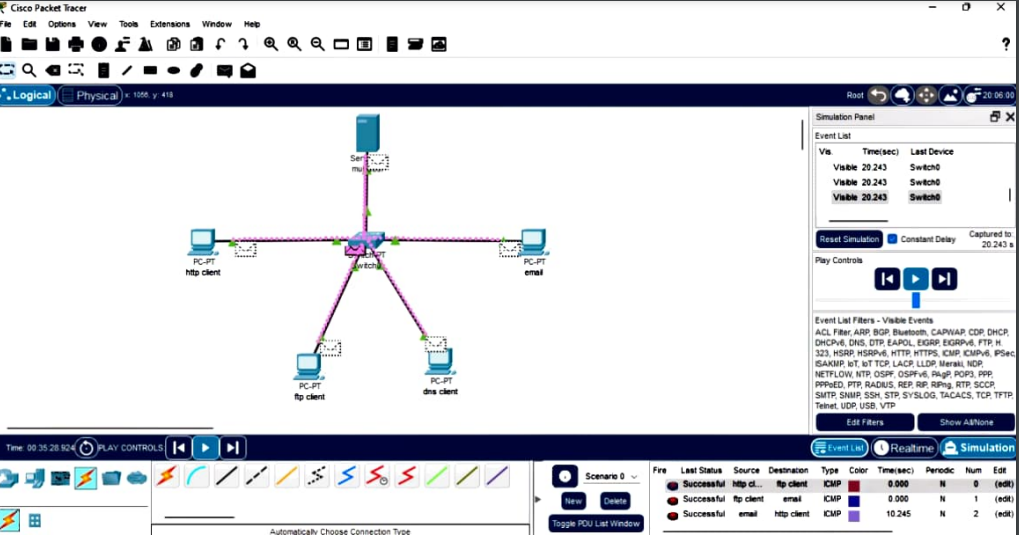 Cisco Packet Tracer
File Edit Options View Tools Extensions Window Help
?
Logical Physical x: 1056, y: 418 Root 20:06:00
Simulation Panel
Event List
Vis. Time(sec) Last Device
Visible 20.243 Switch0
Visible 20.243 Switch0
Visible 20.243 Switch0
Reset Simulation Constant Delay Captured to:
20.243 s
Play Controls
Event List Filters - Visible Events
ACL Filter, ARP, BGP, Bluetooth, CAPWAP, CDP, DHCP,
DHCPv6, DNS, DTP, EAPOL, EIGRP, EIGRPv6, FTP, H.
323, HSRP, HSRPv6, HTTP, HTTPS, ICMP, ICMPv6, IPSec,
ISAKMP, IoT, IoT TCP, LACP, LLDP, Meraki, NDP,
NETFLOW, NTP, OSPF, OSPFv6, PAgP, POP3, PPP,
PPPoED, PTP, RADIUS, REP, RIP, RIPng, RTP, SCCP,
SMTP, SNMP, SSH, STP, SYSLOG, TACACS, TCP, TFTP,
Telnet, UDP, USB, VTP
Edit Filters Show All/None
Ser
mu
PC-PT
http client
PC-PT
email
switch
PC-PT
ftp client
PC-PT
dns client
Time: 00:35:28.924 PLAY CONTROLS: Event List Realtime Simulation
Automatically Choose Connection Type
Scenario 0
New Delete
Toggle PDU List Window
Fire Last Status Source Destination Type Color Time(sec) Periodic Num Edit
Successful http cl... ftp client ICMP 0.000 N 0 (edit)
Successful ftp client email ICMP 0.000 N 1 (edit)
Successful email http client ICMP 10.245 N 2 (edit)